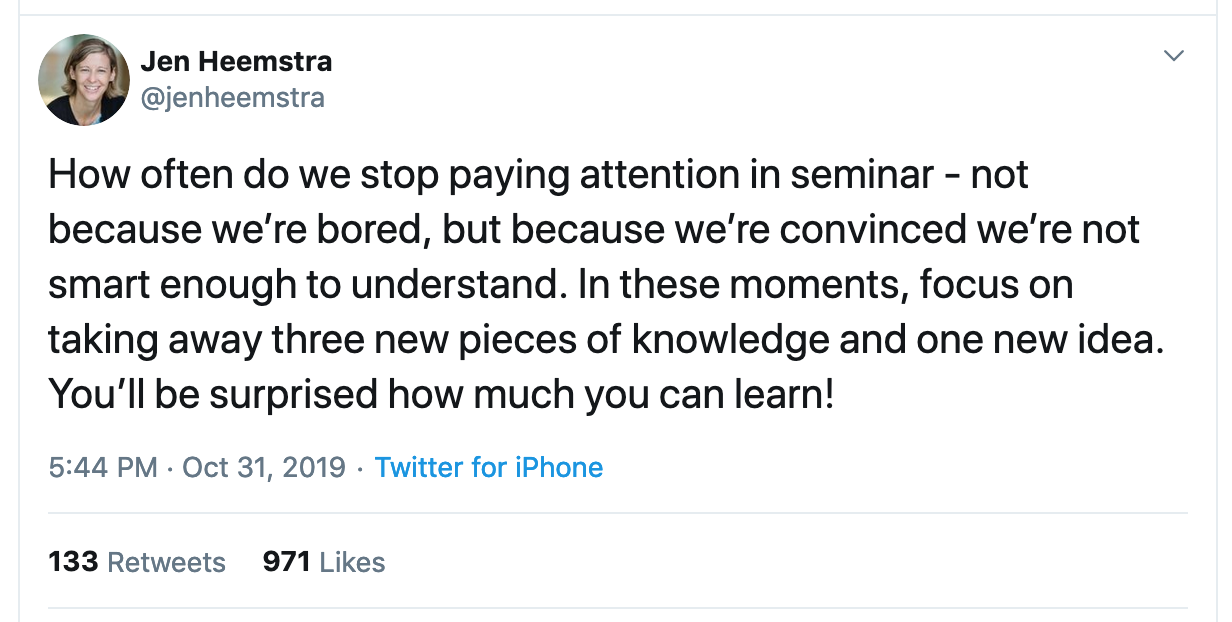 Jen Heemstra
@jenheemstra
How often do we stop paying attention in seminar - not
because we’re bored, but because we’re convinced we’re not
smart enough to understand. In these moments, focus on
taking away three new pieces of knowledge and one new idea.
You’ll be surprised how much you can learn!
5:44 PM · Oct 31, 2019 · Twitter for iPhone
133 Retweets 971 Likes